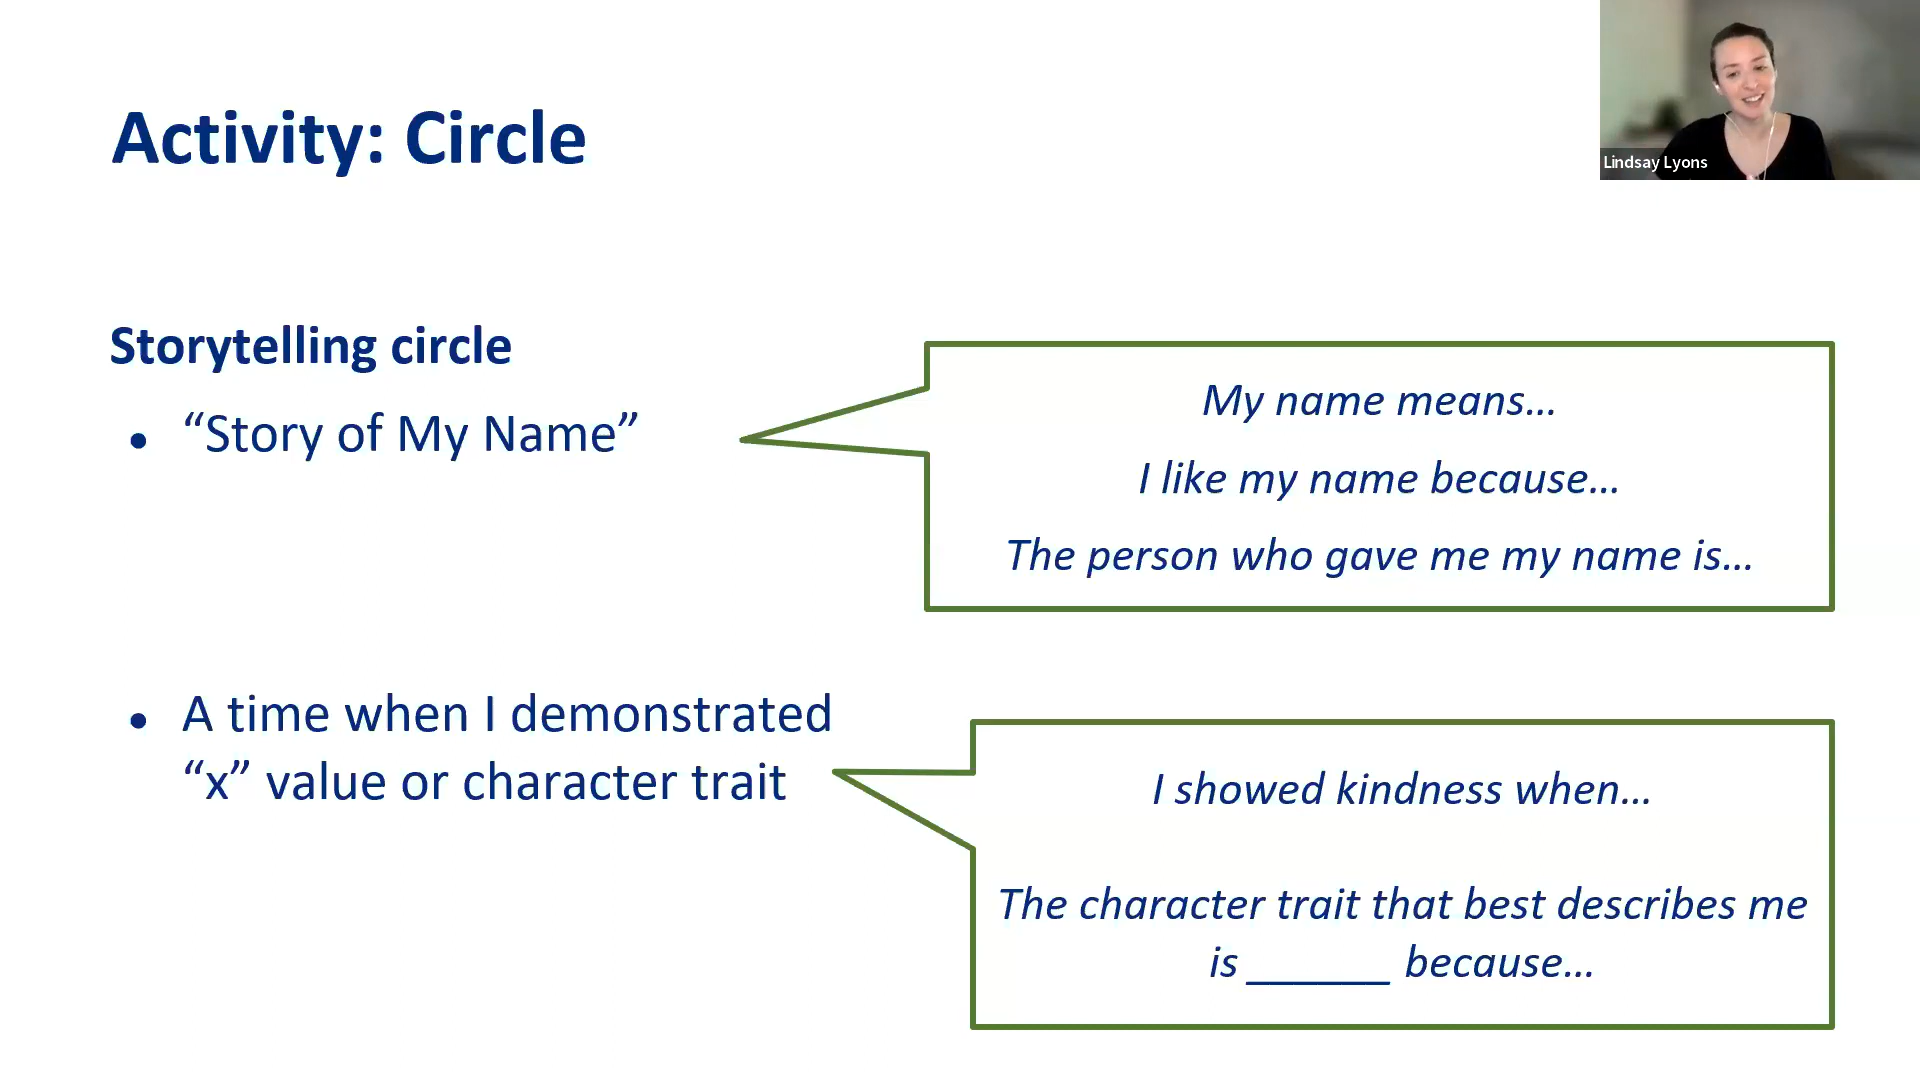 Activity: Circle
Lindsay Lyons
Storytelling circle
● “Story of My Name”
My name means...
I like my name because...
The person who gave me my name is...
● A time when I demonstrated
“x” value or character trait
I showed kindness when...
The character trait that best describes me
is ______ because...